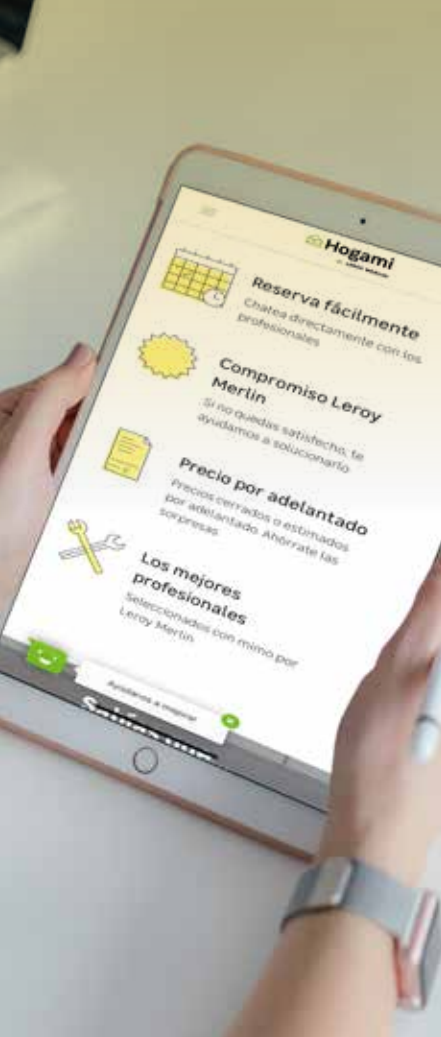 Hogami
Reserva fácilmente
Chatea directamente con los
profesionales
Compromiso Leroy
Merlin
Si no quedas satisfecho, te
ayudamos a solucionarlo
Precio por adelantado
Precios cerrados o estimados
por adelantado. Ahórrate las
sorpresas
Los mejores
profesionales
Seleccionados con mimo por
Leroy Merlin
Ayúdanos a mejorar